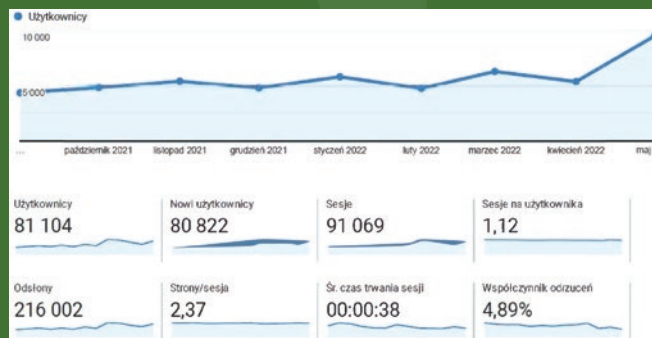 Użytkownicy
10 000
5 000
...
październik 2021 listopad 2021 grudzień 2021 styczeń 2022 luty 2022 marzec 2022 kwiecień 2022 maj
Użytkownicy Nowi użytkownicy Sesje Sesje na użytkownika
81 104 80 822 91 069 1,12
Odsłony Strony/sesja Śr. czas trwania sesji Współczynnik odrzuceń
216 002 2,37 00:00:38 4,89%